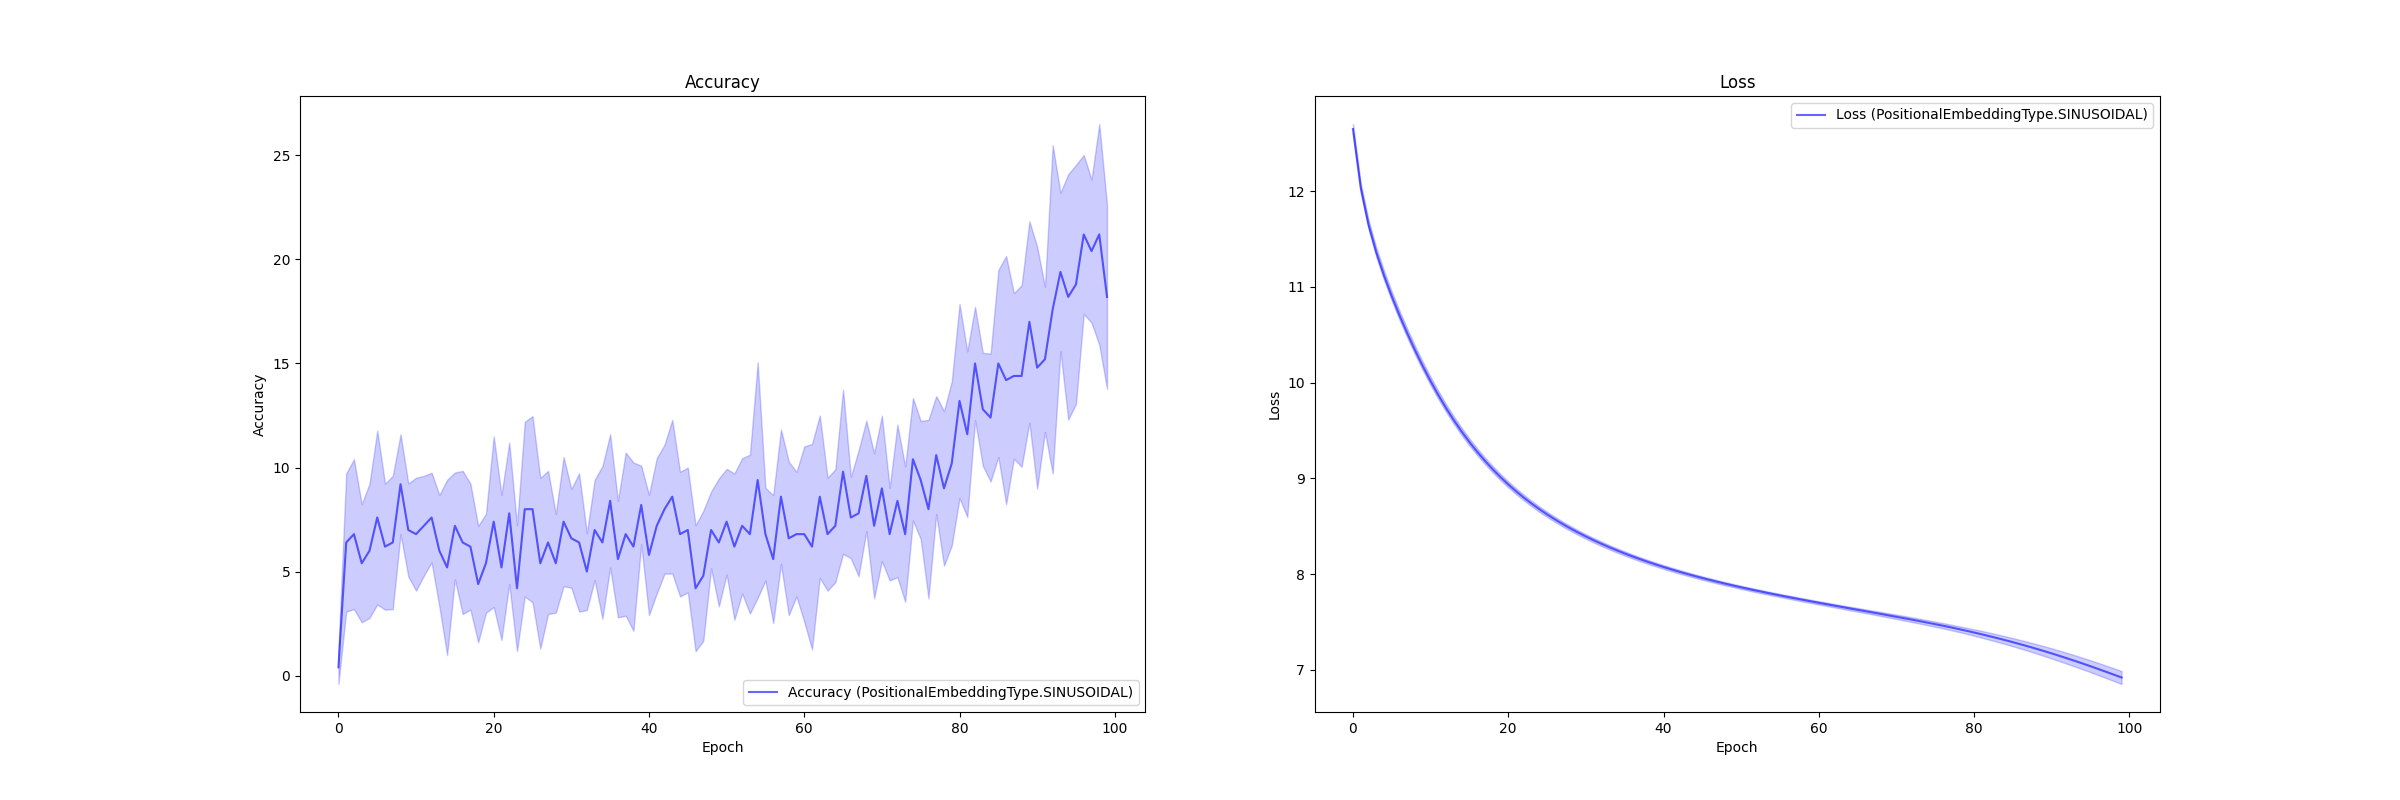 Accuracy
25
20
15
10
5
0
Accuracy
Accuracy (PositionalEmbeddingType.SINUSOIDAL)
0 20 40 60 80 100
Epoch
Loss
Loss (PositionalEmbeddingType.SINUSOIDAL)
12
11
10
9
8
7
Loss
0 20 40 60 80 100
Epoch